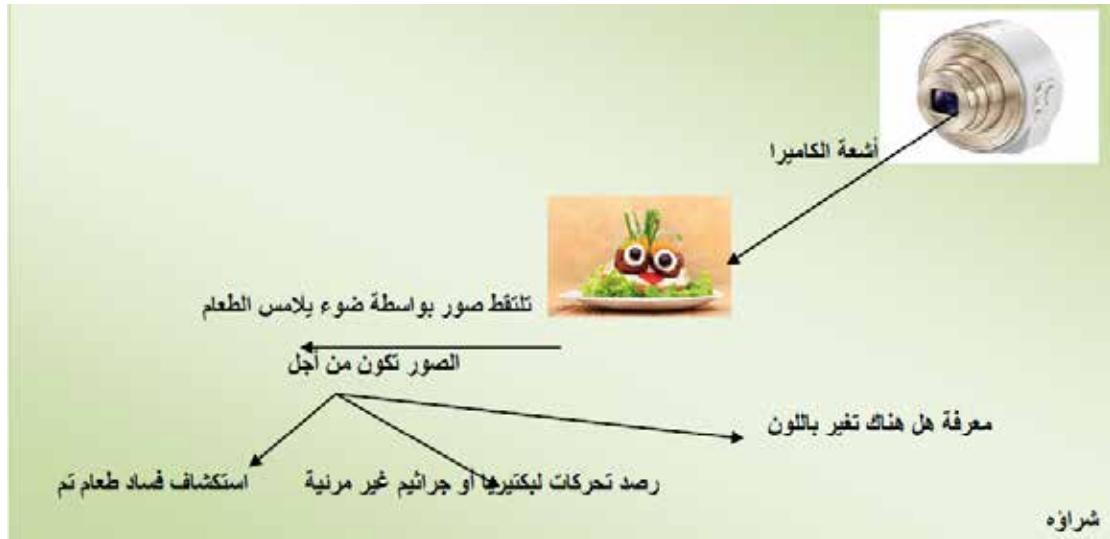 أشعة الكاميرا
تلتقط صور بواسطة ضوء يلامس الطعام
الصور تكون من أجل
معرفة هل هناك تغير باللون
رصد تحركات لبكتيريا أو جراثيم غير مرئية
استكشاف فساد طعام تم
شراؤه